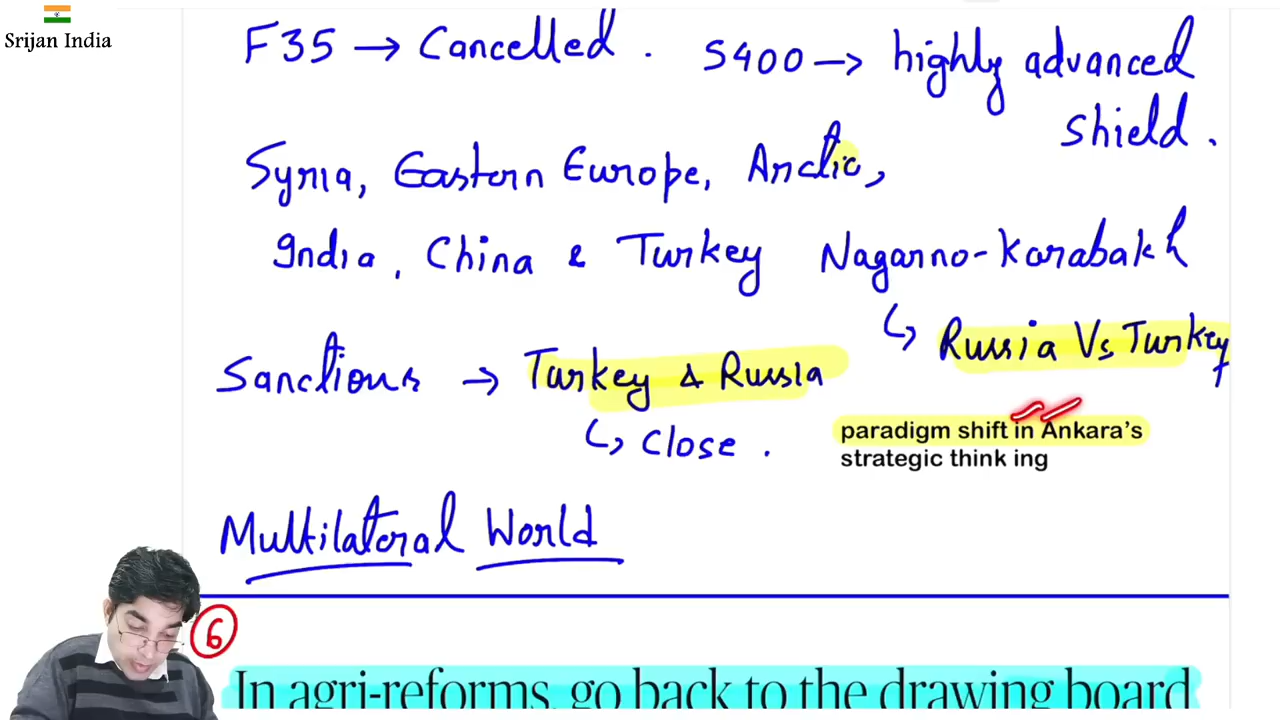 Srijan India
F35 → Cancelled. S400 → highly advanced
shield.
Syria, Eastern Europe, Arctic,
India, China & Turkey Nagarno-Karabakh
↳ Russia Vs Turkey
Sanctions → Turkey & Russia
↳ Close.
paradigm shift in Ankara's
strategic think ing
Multilateral World
6
In agri-reforms, go back to the drawing board